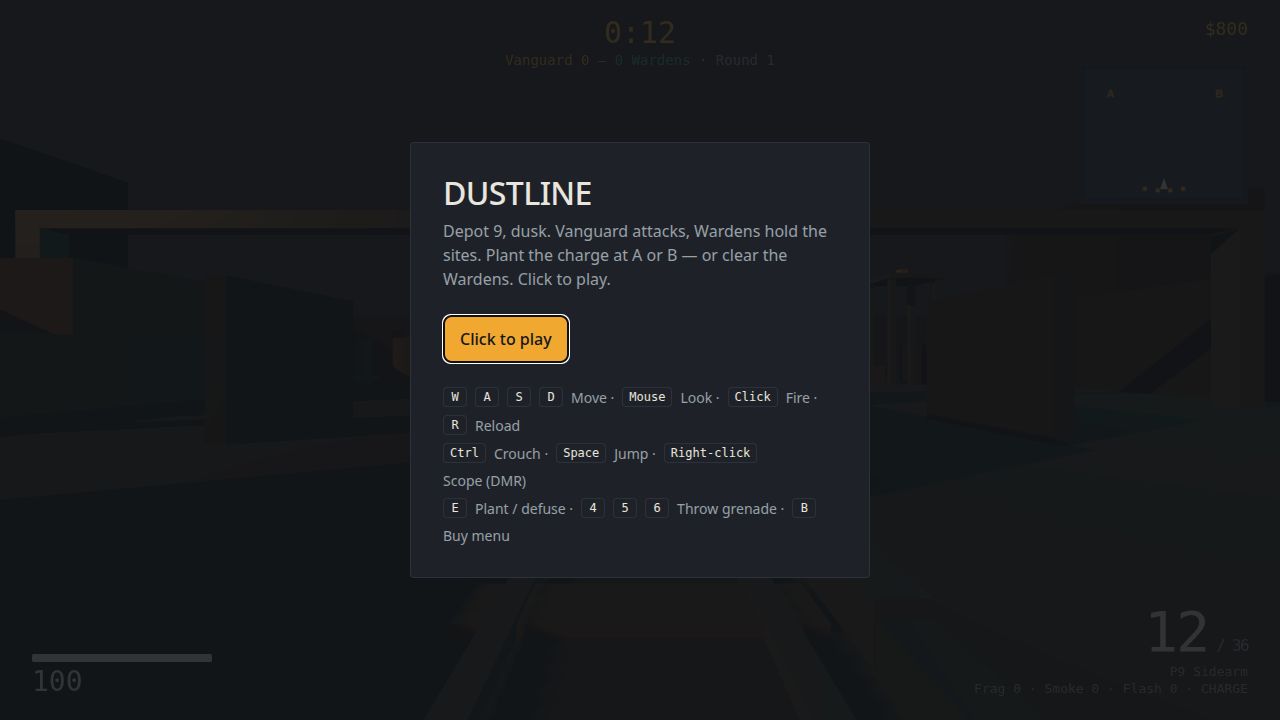 0:12
Vanguard 0 — 0 Wardens · Round 1
$800
A B
DUSTLINE
Depot 9, dusk. Vanguard attacks, Wardens hold the
sites. Plant the charge at A or B — or clear the
Wardens. Click to play.
Click to play
W A S D Move · Mouse Look · Click Fire ·
R Reload
Ctrl Crouch · Space Jump · Right-click
Scope (DMR)
E Plant / defuse · 4 5 6 Throw grenade · B
Buy menu
100
12 / 36
P9 Sidearm
Frag 0 · Smoke 0 · Flash 0 · CHARGE